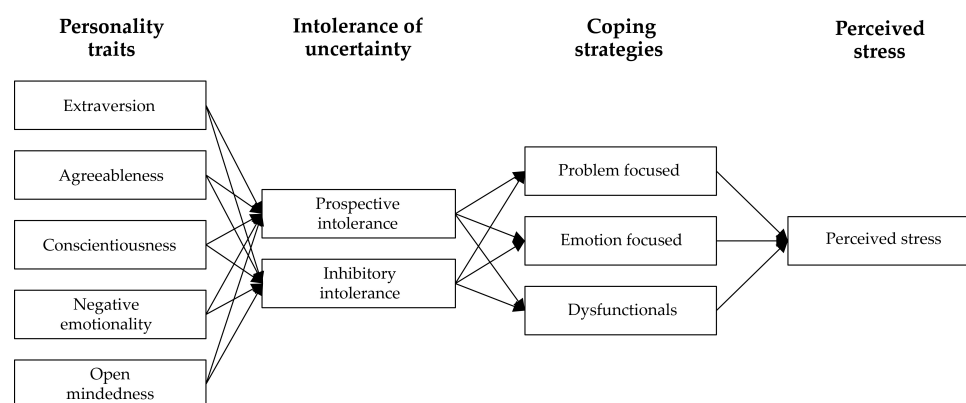 Personality
traits
Intolerance of
uncertainty
Coping
strategies
Perceived
stress
Extraversion
Agreeableness
Conscientiousness
Negative
emotionality
Open
mindedness
Prospective
intolerance
Inhibitory
intolerance
Problem focused
Emotion focused
Dysfunctionals
Perceived stress